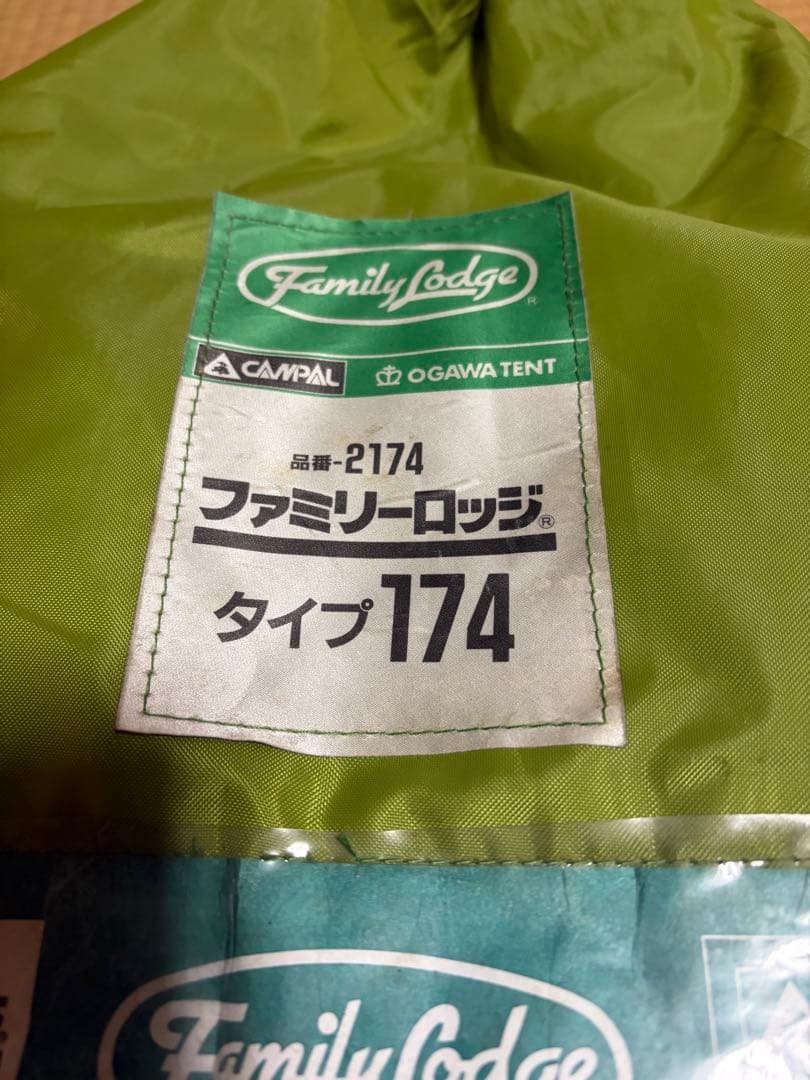 Family Lodge®
CAMPAL OGAWA TENT
品番-2174
ファミリーロッジ®
タイプ174
Family Lodge